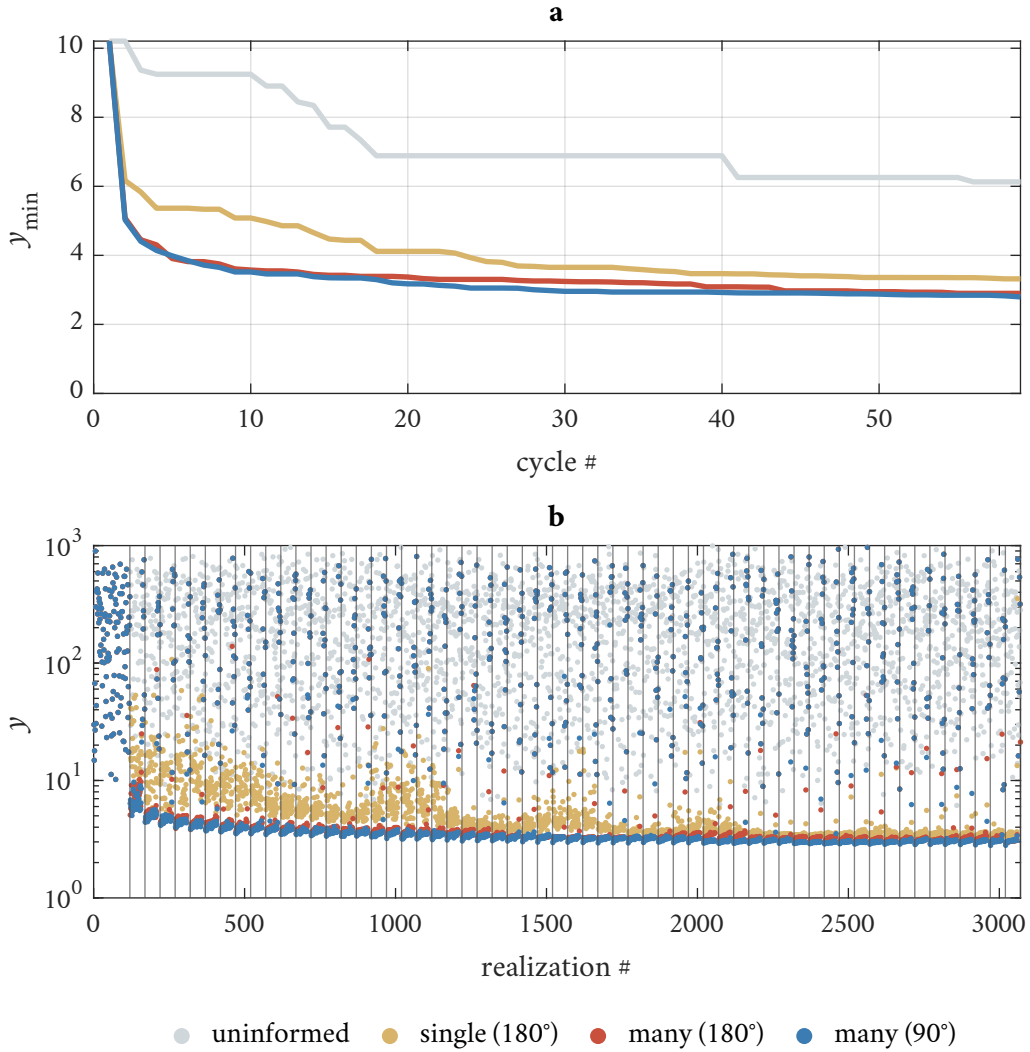 a
10
8
6
4
2
0
y_min
0 10 20 30 40 50
cycle #
b
10^3
10^2
10^1
10^0
y
0 500 1000 1500 2000 2500 3000
realization #
uninformed single (180°) many (180°) many (90°)